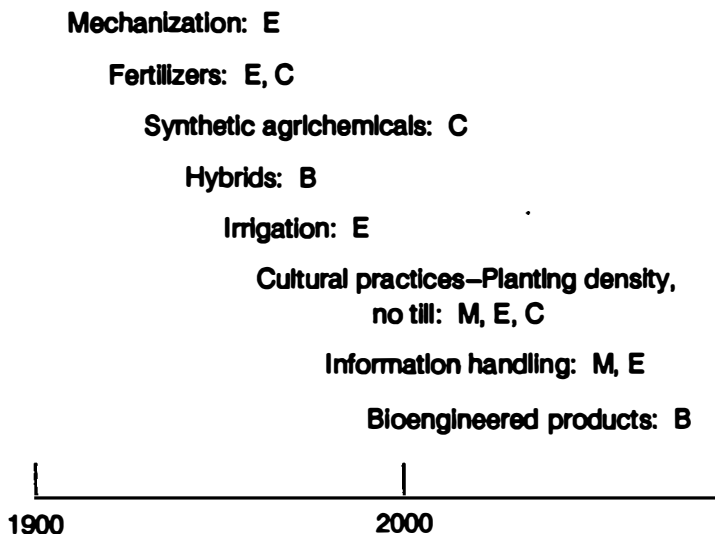 Mechanization: E
Fertilizers: E, C
Synthetic agrichemicals: C
Hybrids: B
Irrigation: E
Cultural practices–Planting density,
no till: M, E, C
Information handling: M, E
Bioengineered products: B
1900 2000